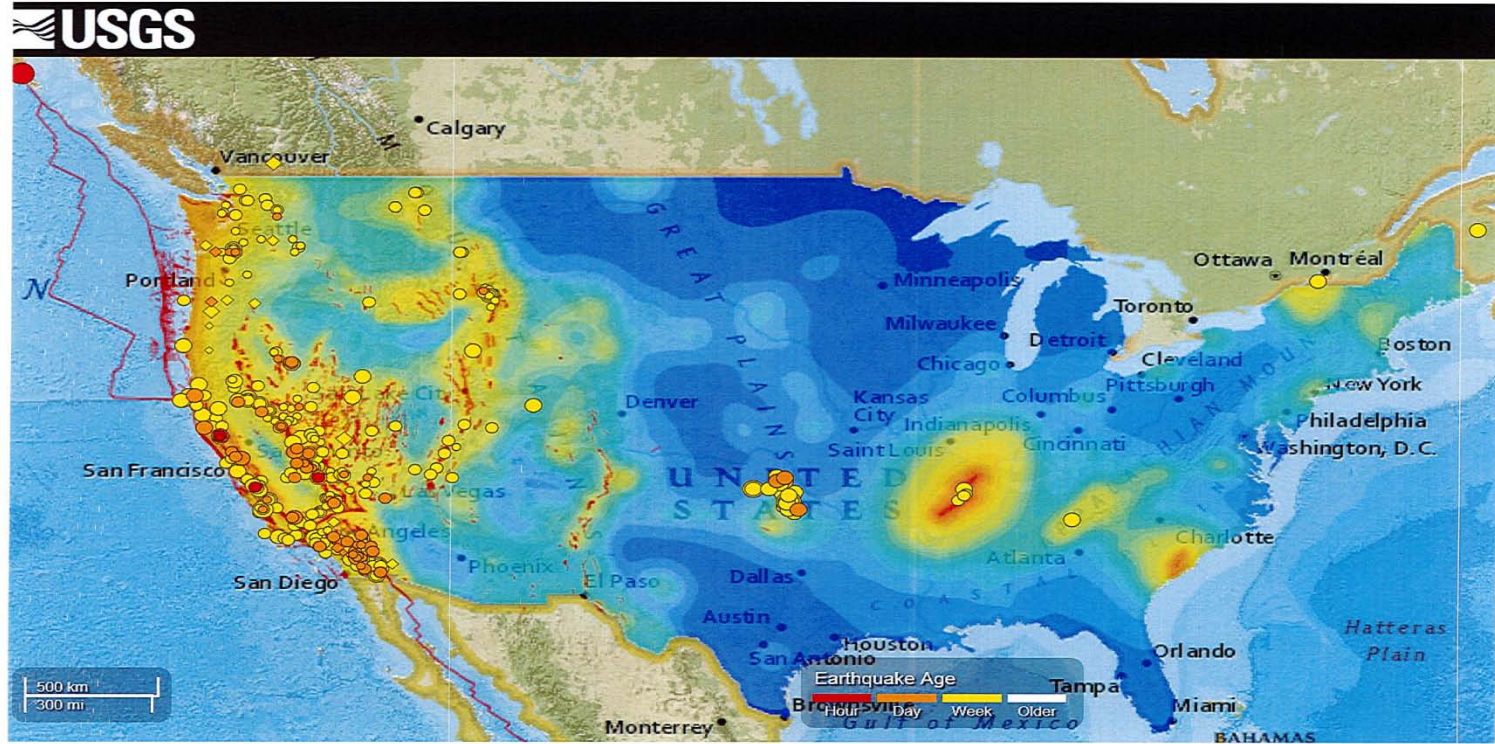 USGS
Calgary
Vancouver
Seattle
Portland
N
GREAT PLAINS
Minneapolis
Ottawa
Montréal
Toronto
Milwaukee
Detroit
Chicago
Cleveland
Boston
Pittsburgh
New York
Denver
Kansas
City
Columbus
Indianapolis
Philadelphia
Saint Louis
Cincinnati
Washington, D.C.
San Francisco
Las Vegas
UNITED
STATES
Angeles
Charlotte
Atlanta
Phoenix
San Diego
El Paso
Dallas
COASTAL
Austin
Houston
San Antonio
Hatteras
Plain
Orlando
Earthquake Age
Hour Day Week Older
Tampa
Miami
Brownsville
Gulf of Mexico
Monterrey
BAHAMAS
500 km
300 mi